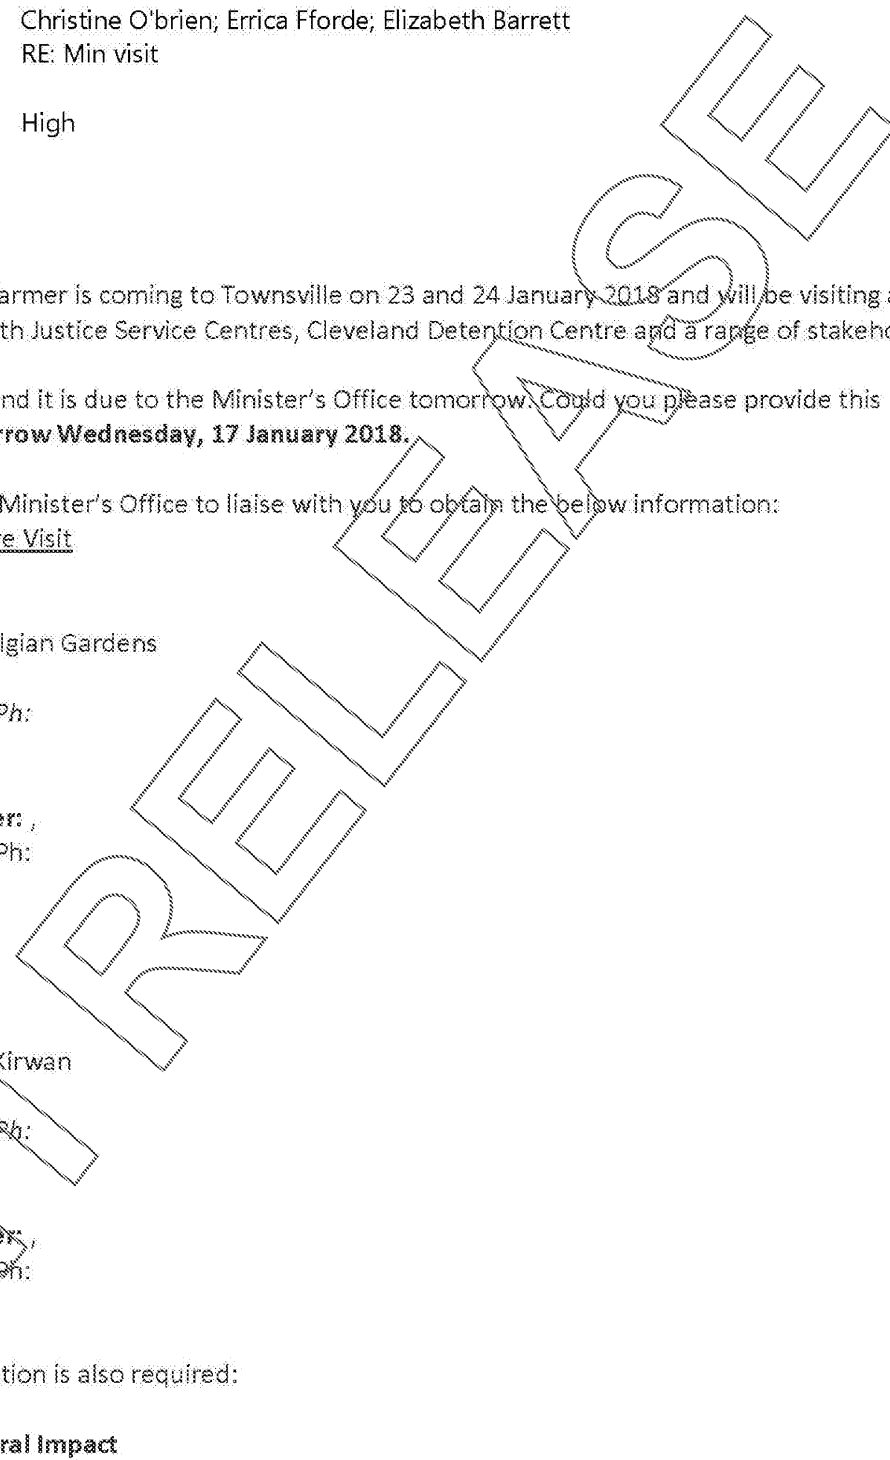 Christine O'brien; Errica Fforde; Elizabeth Barrett
RE: Min visit
High
armer is coming to Townsville on 23 and 24 January 2018 and will be visiting a
th Justice Service Centres, Cleveland Detention Centre and a range of stakeho
nd it is due to the Minister's Office tomorrow. Could you please provide this
rrow Wednesday, 17 January 2018.
Minister's Office to liaise with you to obtain the below information:
re Visit
lgian Gardens
Ph:
er: ,
Ph:
Kirwan
Ph:
er: ,
Ph:
tion is also required:
ral Impact
RELEASE